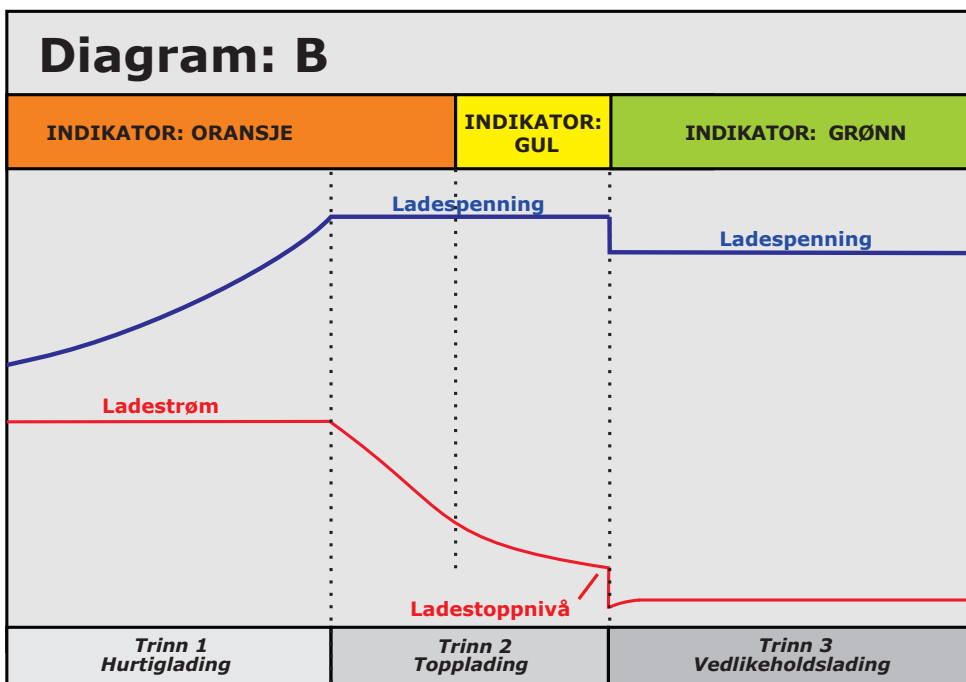 Diagram: B
INDIKATOR: ORANSJE
INDIKATOR:
GUL
INDIKATOR: GRØNN
Ladespenning
Ladespenning
Ladestrøm
Ladestoppnivå
Trinn 1
Hurtiglading
Trinn 2
Topplading
Trinn 3
Vedlikeholdslading